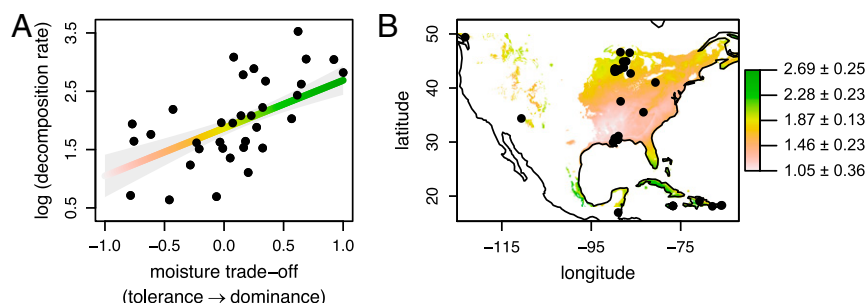 A
log (decomposition rate)
3.5
2.5
1.5
0.5
−1.0
−0.5
0.0
0.5
1.0
moisture trade−off
(tolerance → dominance)
B
latitude
50
40
30
20
−115
−95
−75
longitude
2.69 ± 0.25
2.28 ± 0.23
1.87 ± 0.13
1.46 ± 0.23
1.05 ± 0.36